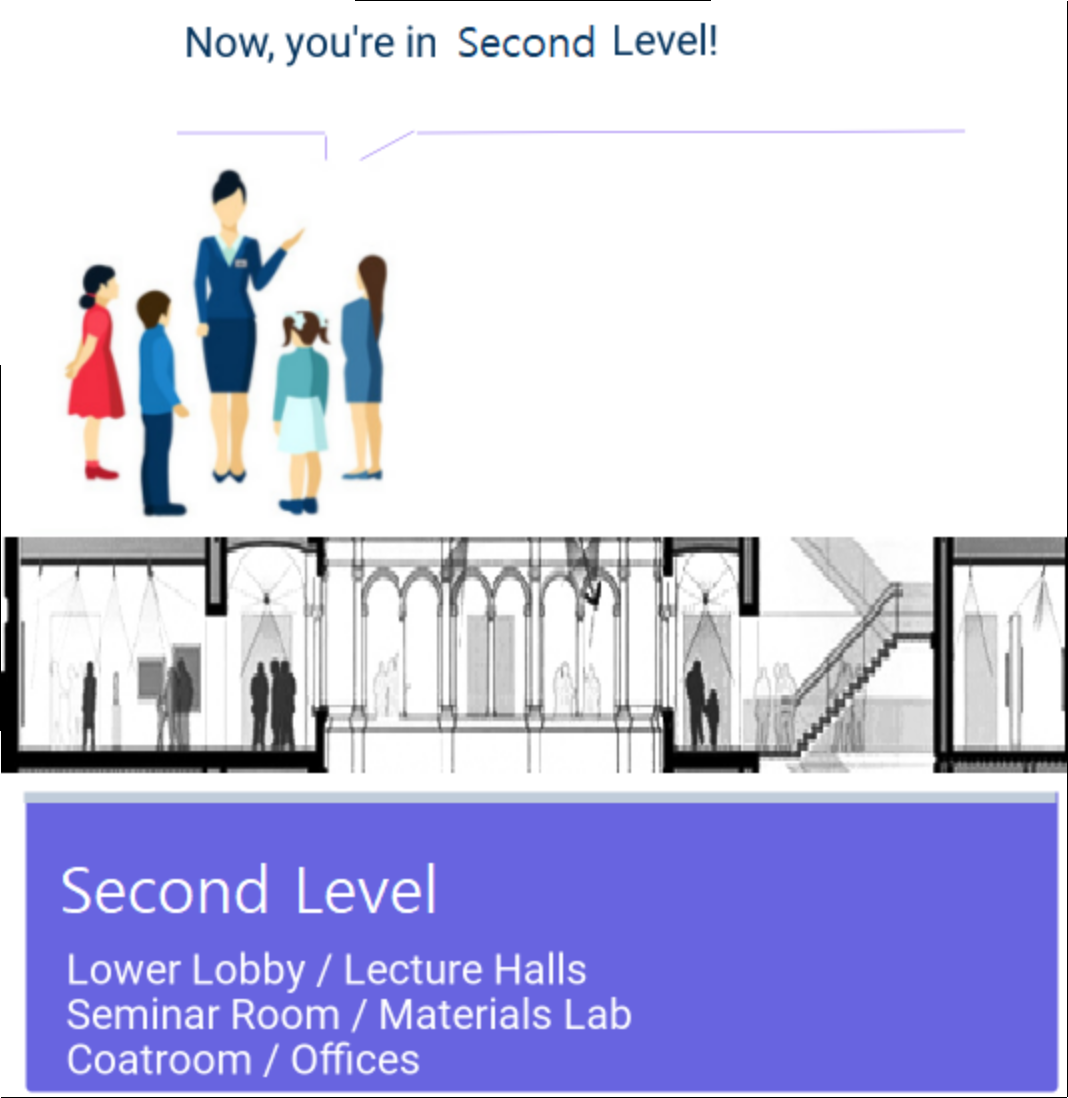 Now, you're in Second Level!
Second Level
Lower Lobby / Lecture Halls
Seminar Room / Materials Lab
Coatroom / Offices